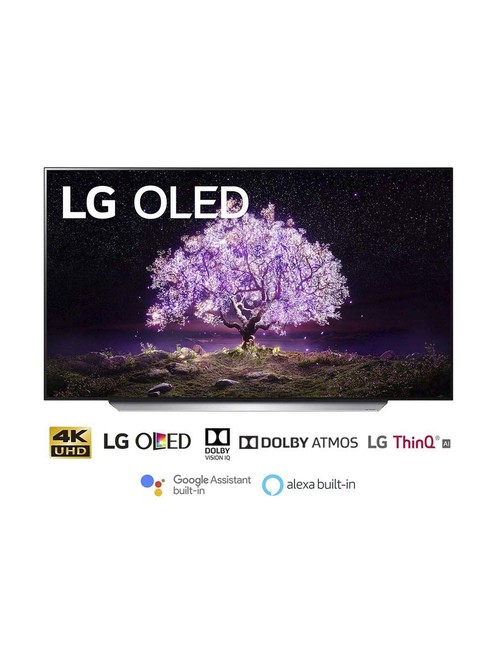 LG OLED
4K
UHD
LG OLED
DOLBY
VISION IQ
DOLBY ATMOS
LG ThinQ AI
Google Assistant
built-in
alexa built-in